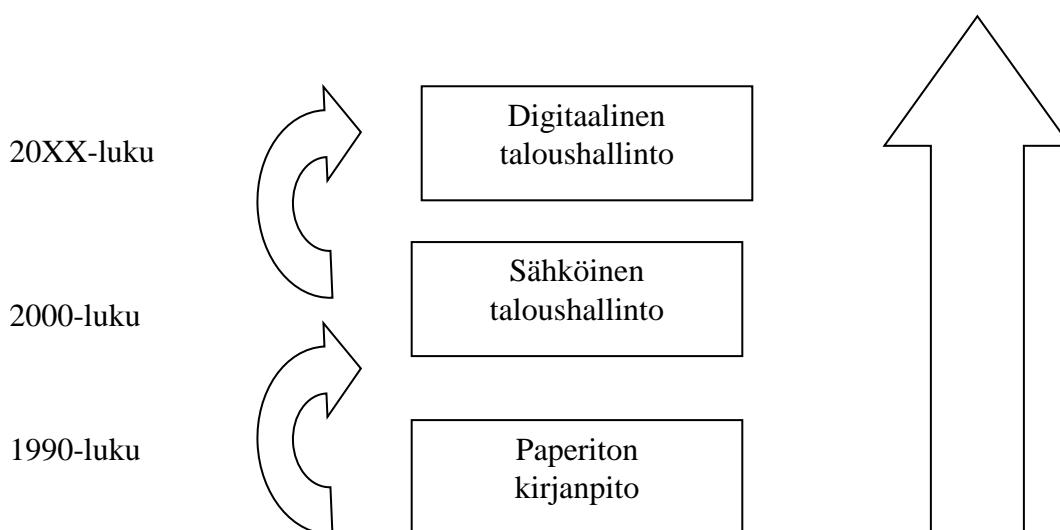 20XX-luku
Digitaalinen
taloushallinto
2000-luku
Sähköinen
taloushallinto
1990-luku
Paperiton
kirjanpito